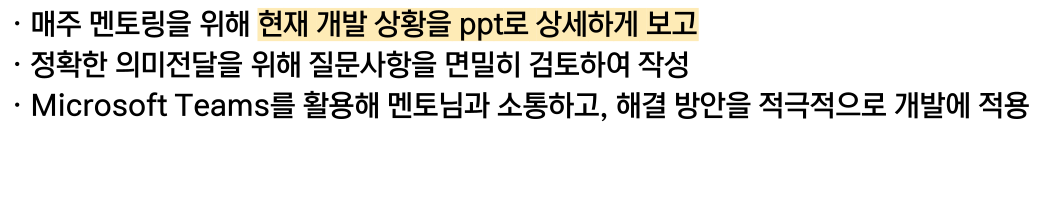 · 매주 멘토링을 위해 현재 개발 상황을 ppt로 상세하게 보고
· 정확한 의미전달을 위해 질문사항을 면밀히 검토하여 작성
· Microsoft Teams를 활용해 멘토님과 소통하고, 해결 방안을 적극적으로 개발에 적용